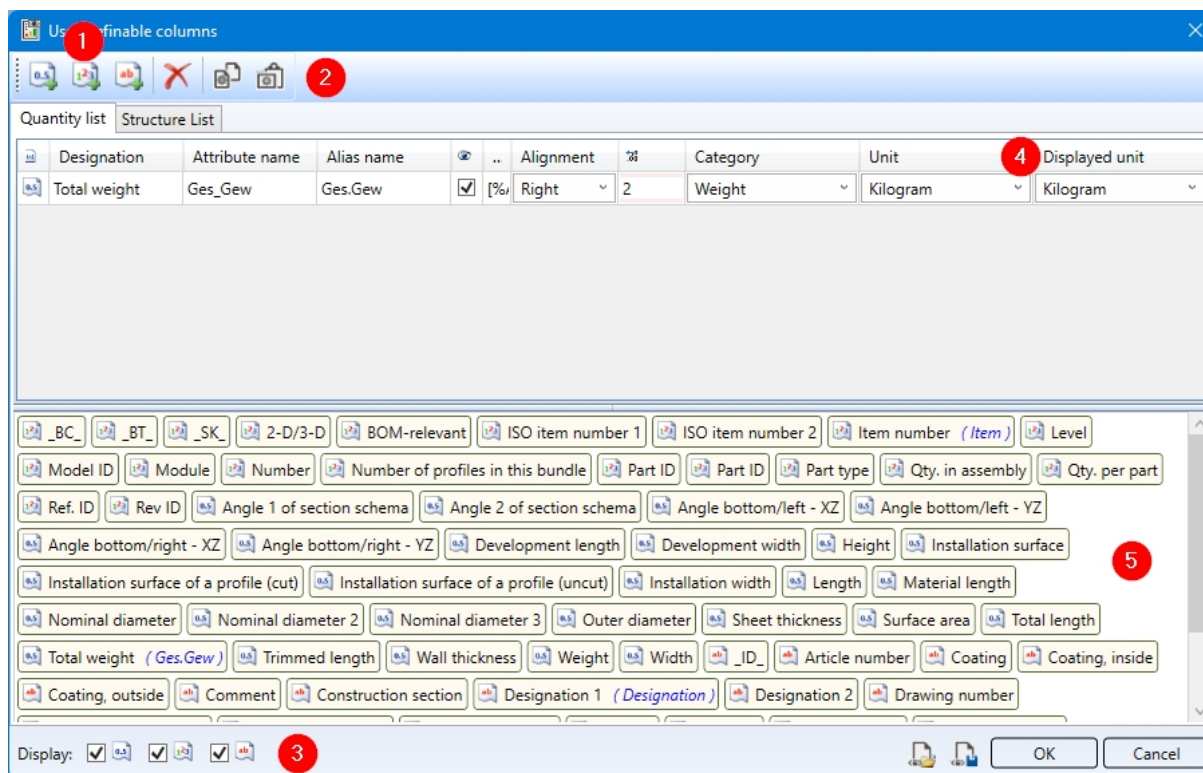 Us finable columns
1
2
Quantity list Structure List
Designation Attribute name Alias name .. Alignment Category Unit 4 Displayed unit
Total weight Ges_Gew Ges.Gew [% Right 2 Weight Kilogram Kilogram
_BC_ _BT_ _SK_ 2-D/3-D BOM-relevant ISO item number 1 ISO item number 2 Item number (Item) Level
Model ID Module Number Number of profiles in this bundle Part ID Part ID Part type Qty. in assembly Qty. per part
Ref. ID Rev ID Angle 1 of section schema Angle 2 of section schema Angle bottom/left - XZ Angle bottom/left - YZ
Angle bottom/right - XZ Angle bottom/right - YZ Development length Development width Height Installation surface
5
Installation surface of a profile (cut) Installation surface of a profile (uncut) Installation width Length Material length
Nominal diameter Nominal diameter 2 Nominal diameter 3 Outer diameter Sheet thickness Surface area Total length
Total weight (Ges.Gew) Trimmed length Wall thickness Weight Width _ID_ Article number Coating Coating, inside
Coating, outside Comment Construction section Designation 1 (Designation) Designation 2 Drawing number
Display: 3 OK Cancel